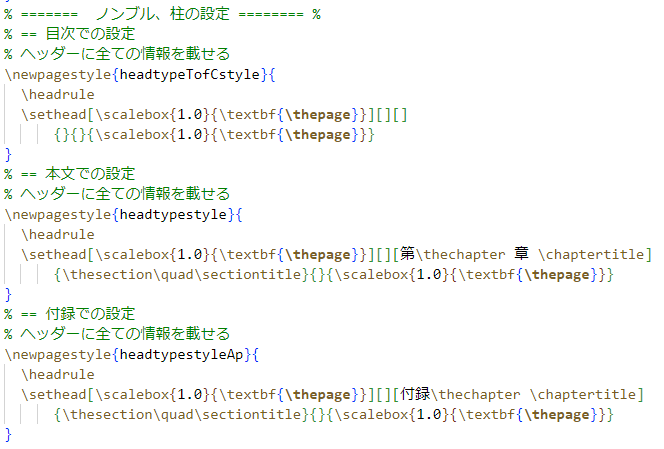 % =======  ノンブル、柱の設定 ======== %
% == 目次での設定
% ヘッダーに全ての情報を載せる
\newpagestyle{headtypeTofCstyle}{
  \headrule
  \sethead[\scalebox{1.0}{\textbf{\thepage}}][][]
      {}{}{\scalebox{1.0}{\textbf{\thepage}}}
}
% == 本文での設定
% ヘッダーに全ての情報を載せる
\newpagestyle{headtypestyle}{
  \headrule
  \sethead[\scalebox{1.0}{\textbf{\thepage}}][][第\thechapter 章 \chaptertitle]
      {\thesection\quad\sectiontitle}{}{\scalebox{1.0}{\textbf{\thepage}}}
}
% == 付録での設定
% ヘッダーに全ての情報を載せる
\newpagestyle{headtypestyleAp}{
  \headrule
  \sethead[\scalebox{1.0}{\textbf{\thepage}}][][付録\thechapter \chaptertitle]
      {\thesection\quad\sectiontitle}{}{\scalebox{1.0}{\textbf{\thepage}}}
}